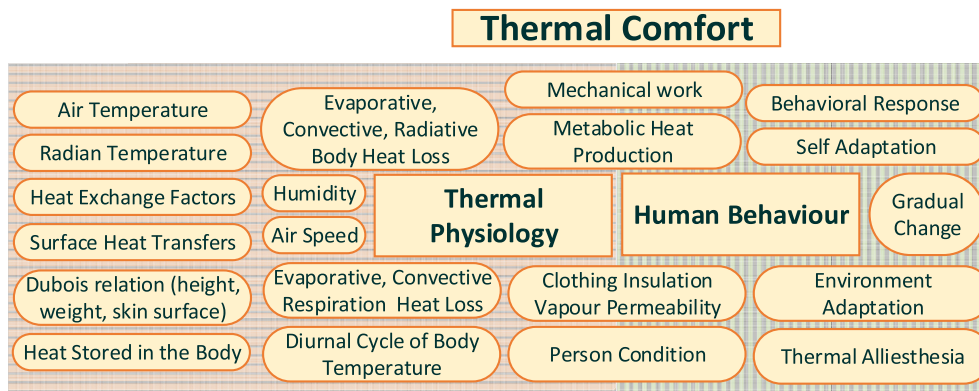 Thermal Comfort
Air Temperature
Radian Temperature
Heat Exchange Factors
Surface Heat Transfers
Dubois relation (height,
weight, skin surface)
Heat Stored in the Body
Evaporative,
Convective, Radiative
Body Heat Loss
Humidity
Air Speed
Evaporative, Convective
Respiration Heat Loss
Diurnal Cycle of Body
Temperature
Mechanical work
Metabolic Heat
Production
Thermal
Physiology
Clothing Insulation
Vapour Permeability
Person Condition
Behavioral Response
Self Adaptation
Human Behaviour
Gradual
Change
Environment
Adaptation
Thermal Alliesthesia